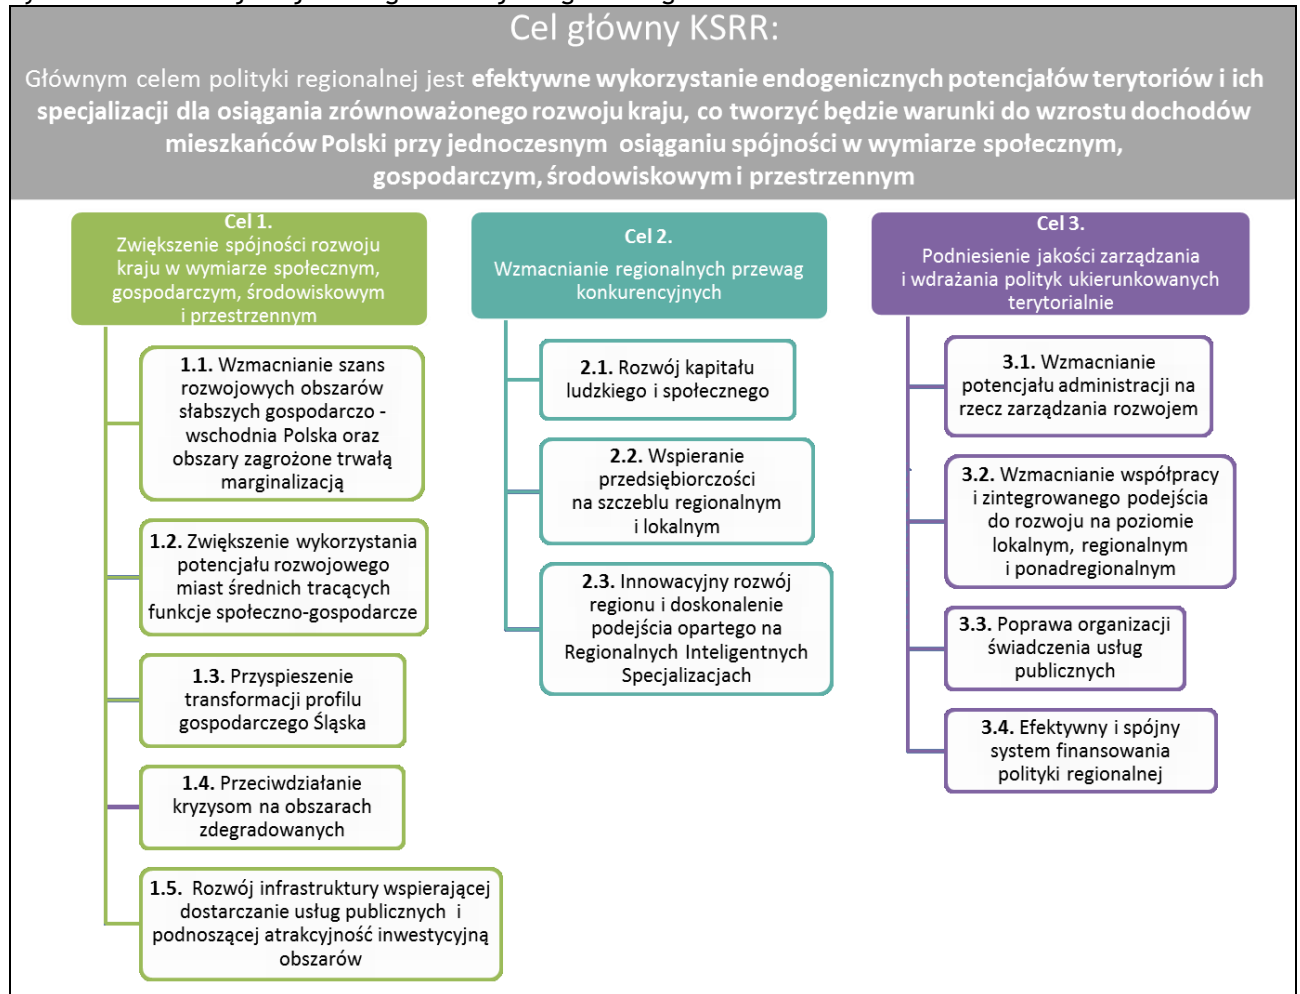 Cel główny KSRR:
Głównym celem polityki regionalnej jest efektywne wykorzystanie endogenicznych potencjałów terytoriów i ich
specjalizacji dla osiągania zrównoważonego rozwoju kraju, co tworzyć będzie warunki do wzrostu dochodów
mieszkańców Polski przy jednoczesnym osiąganiu spójności w wymiarze społecznym,
gospodarczym, środowiskowym i przestrzennym
Cel 1.
Zwiększenie spójności rozwoju
kraju w wymiarze społecznym,
gospodarczym, środowiskowym
i przestrzennym
1.1. Wzmacnianie szans
rozwojowych obszarów
słabszych gospodarczo -
wschodnia Polska oraz
obszary zagrożone trwałą
marginalizacją
1.2. Zwiększenie wykorzystania
potencjału rozwojowego
miast średnich tracących
funkcje społeczno-gospodarcze
1.3. Przyspieszenie
transformacji profilu
gospodarczego Śląska
1.4. Przeciwdziałanie
kryzysom na obszarach
zdegradowanych
1.5. Rozwój infrastruktury wspierającej
dostarczanie usług publicznych i
podnoszącej atrakcyjność inwestycyjną
obszarów
Cel 2.
Wzmacnianie regionalnych przewag
konkurencyjnych
2.1. Rozwój kapitału
ludzkiego i społecznego
2.2. Wspieranie
przedsiębiorczości
na szczeblu regionalnym
i lokalnym
2.3. Innowacyjny rozwój
regionu i doskonalenie
podejścia opartego na
Regionalnych Inteligentnych
Specjalizacjach
Cel 3.
Podniesienie jakości zarządzania
i wdrażania polityk ukierunkowanych
terytorialnie
3.1. Wzmacnianie
potencjału administracji na
rzecz zarządzania rozwojem
3.2. Wzmacnianie współpracy
i zintegrowanego podejścia
do rozwoju na poziomie
lokalnym, regionalnym
i ponadregionalnym
3.3. Poprawa organizacji
świadczenia usług
publicznych
3.4. Efektywny i spójny
system finansowania
polityki regionalnej